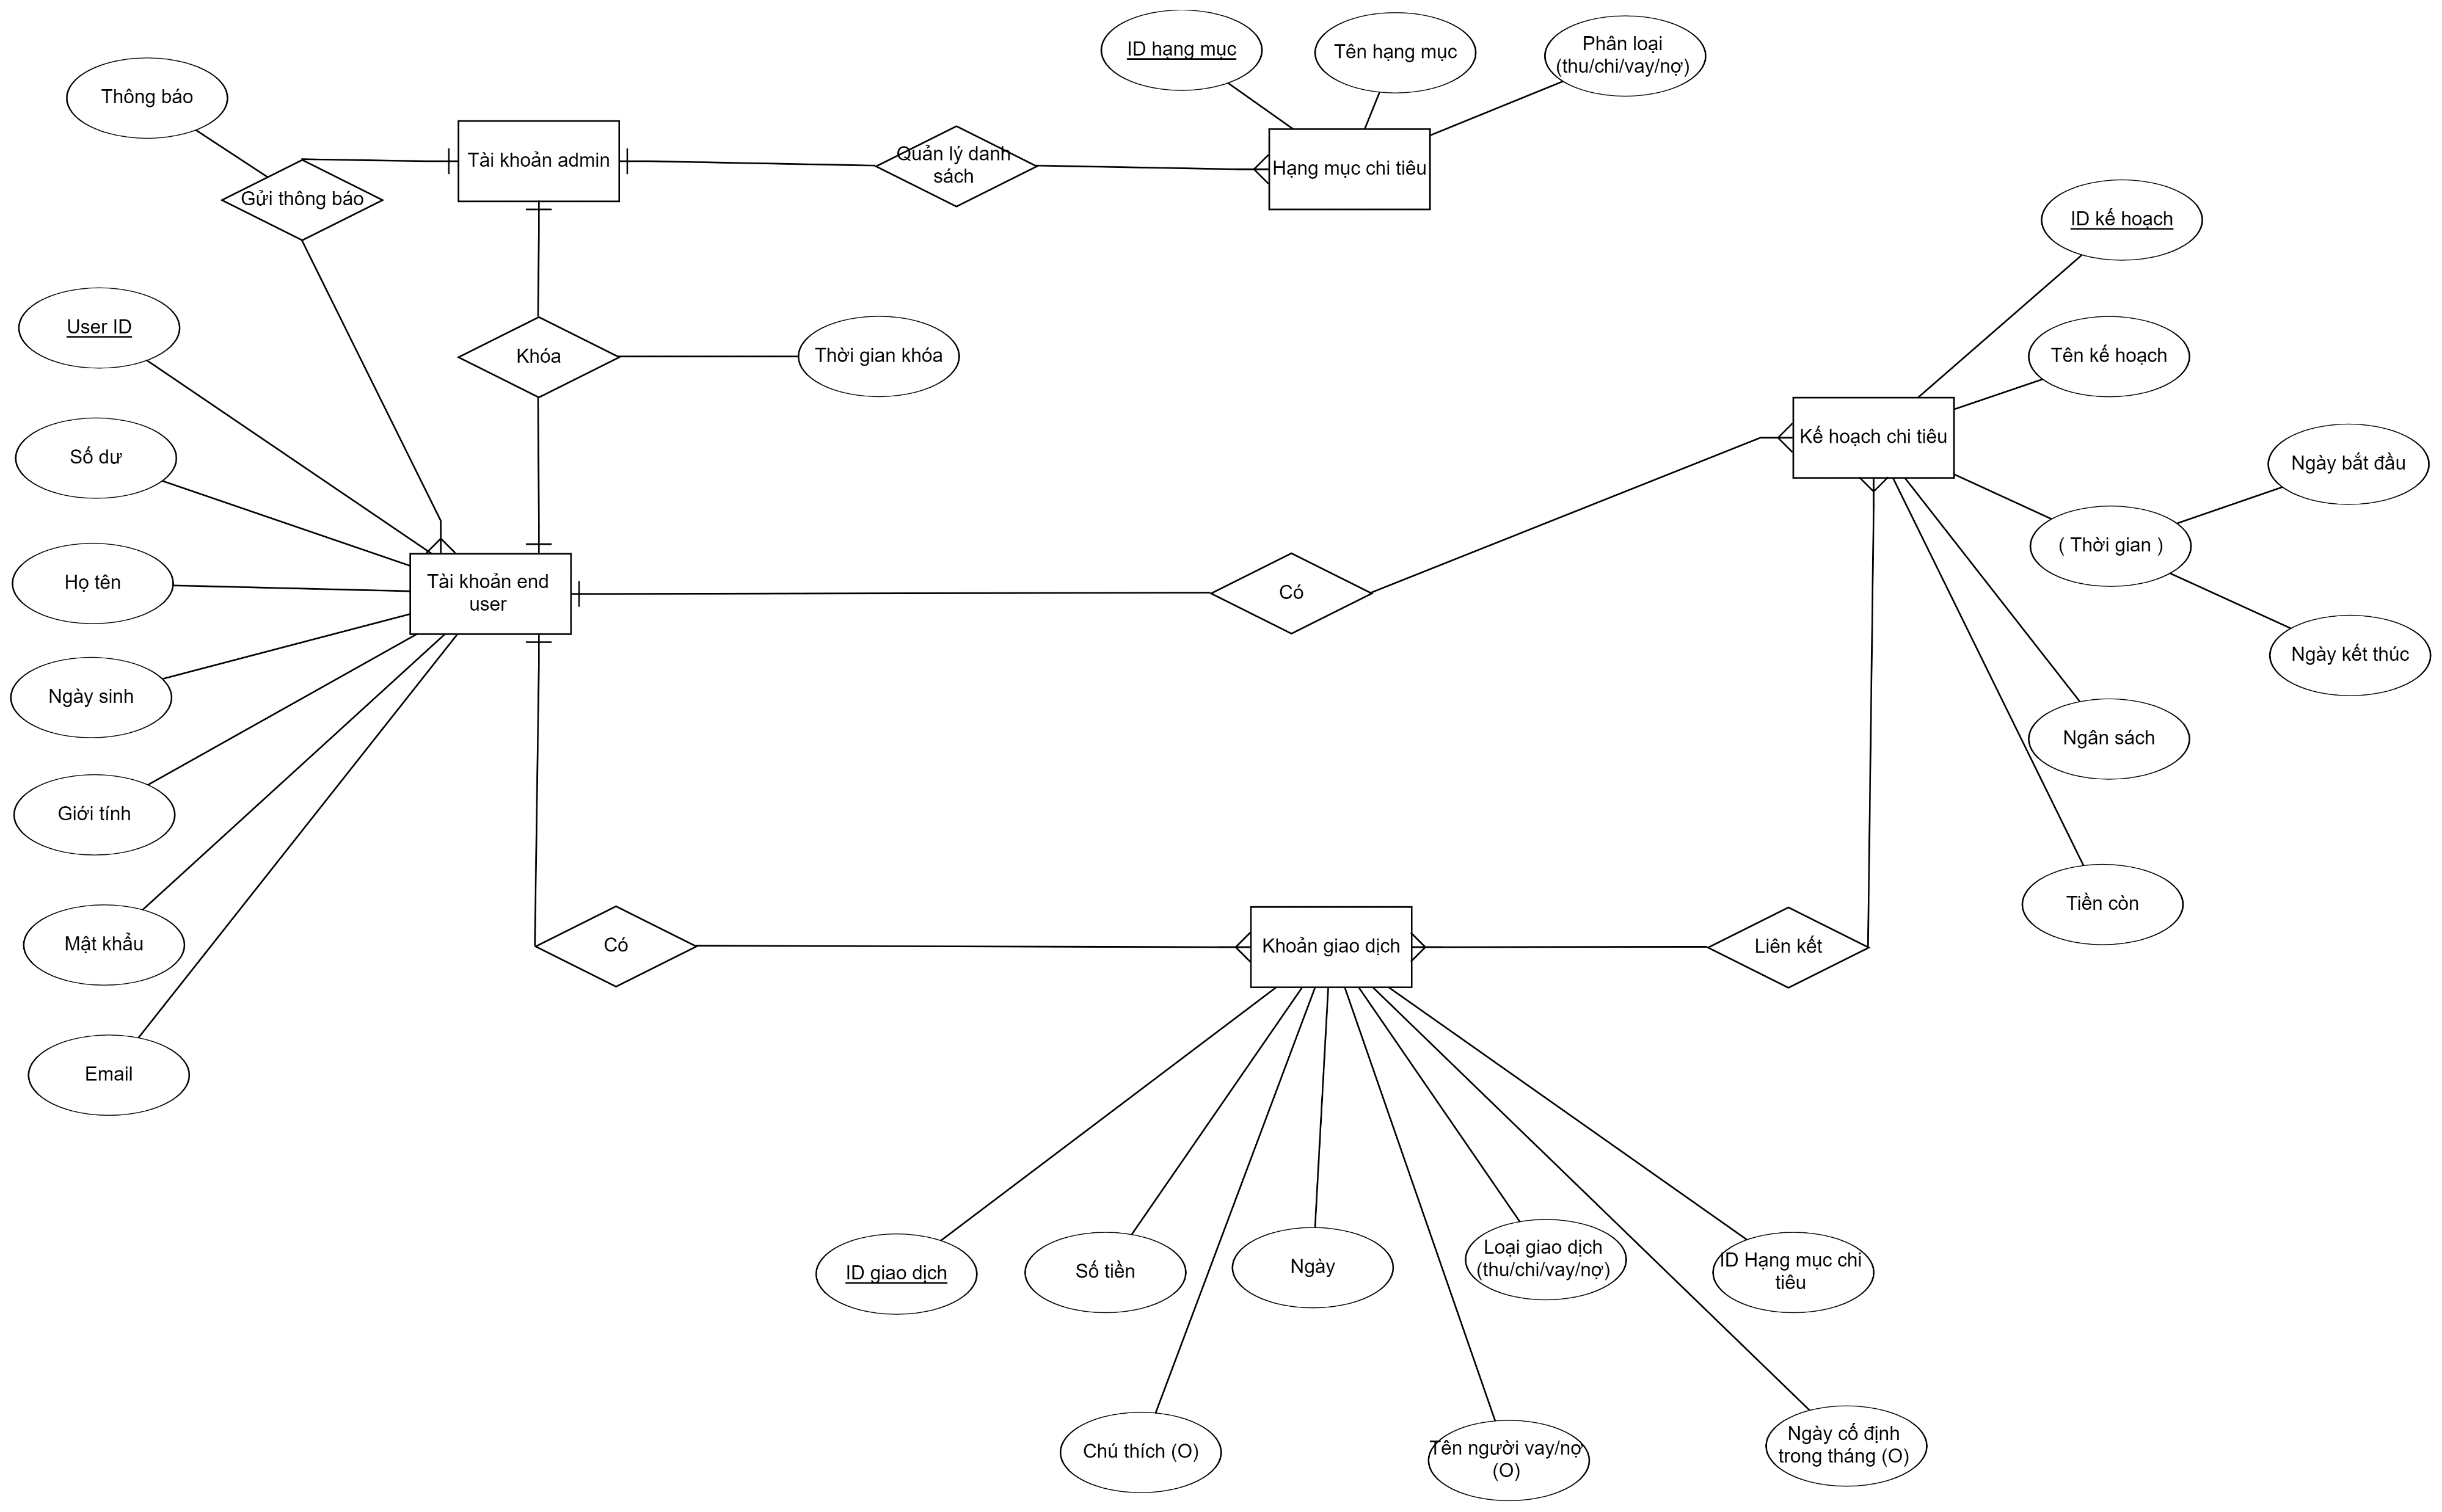 ID hạng mục
Tên hạng mục
Phân loại
(thu/chi/vay/nợ)
Thông báo
Tài khoản admin
Quản lý danh
sách
Hạng mục chi tiêu
Gửi thông báo
ID kế hoạch
User ID
Khóa
Thời gian khóa
Tên kế hoạch
Số dư
Kế hoạch chi tiêu
Ngày bắt đầu
( Thời gian )
Họ tên
Tài khoản end
user
Có
Ngày kết thúc
Ngày sinh
Ngân sách
Giới tính
Tiền còn
Mật khẩu
Có
Khoản giao dịch
Liên kết
Email
ID giao dịch
Số tiền
Ngày
Loại giao dịch
(thu/chi/vay/nợ)
ID Hạng mục chi
tiêu
Chú thích (O)
Tên người vay/nợ
(O)
Ngày cố định
trong tháng (O)